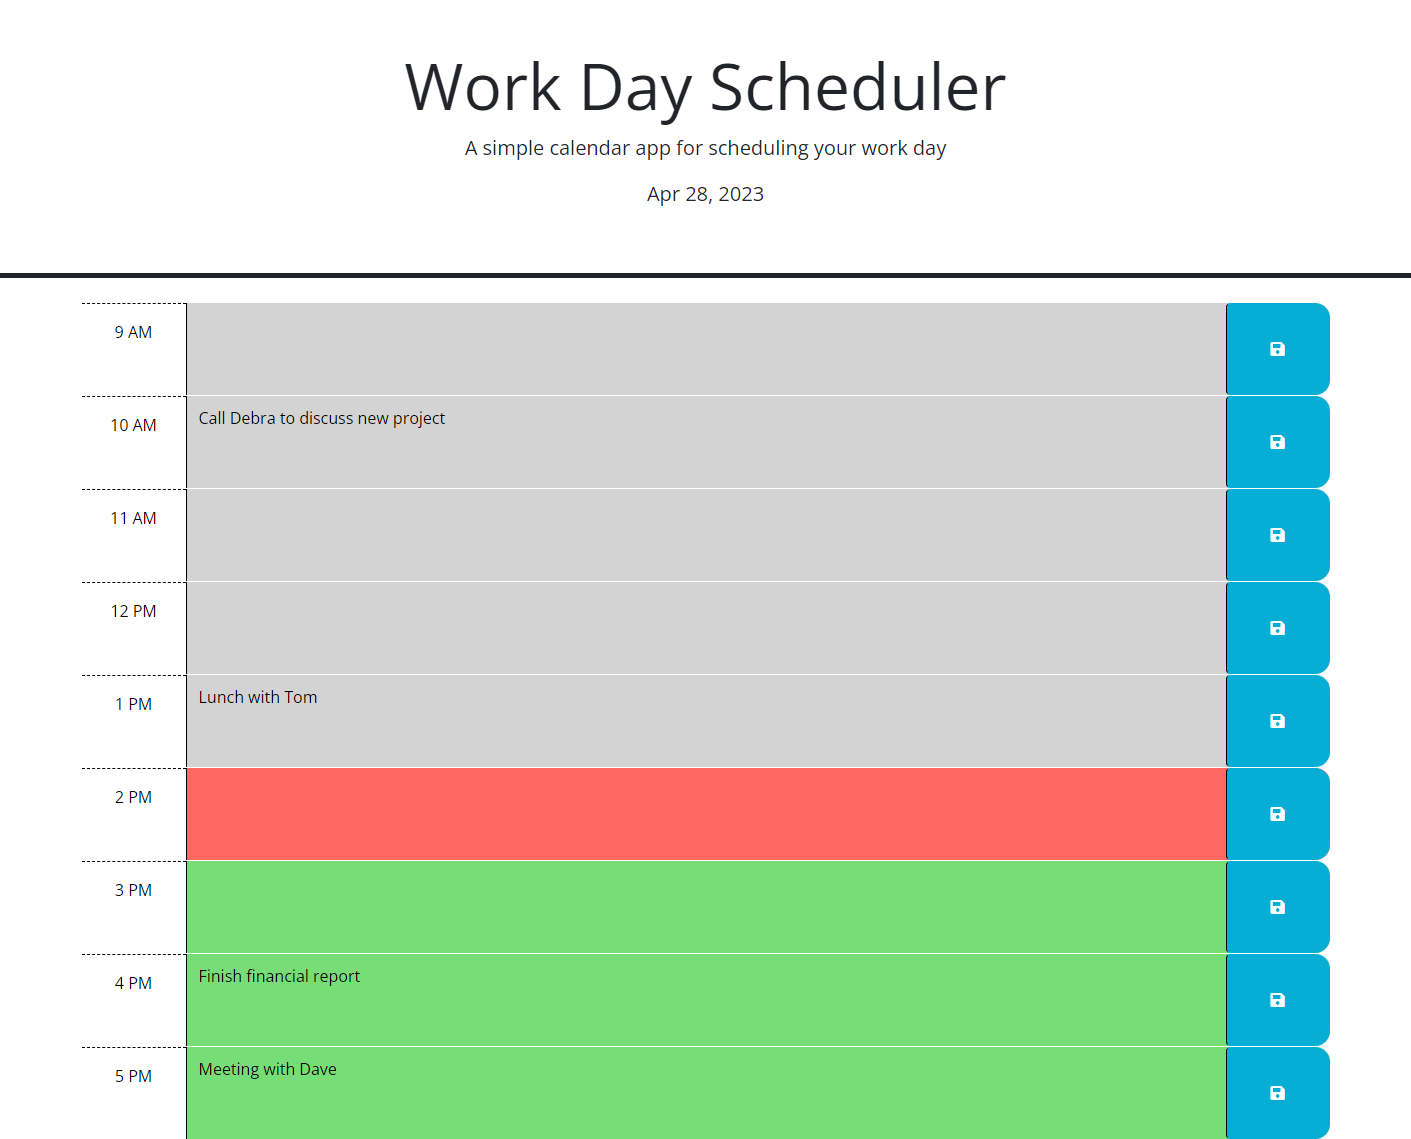 Work Day Scheduler
A simple calendar app for scheduling your work day
Apr 28, 2023
9 AM
10 AM
Call Debra to discuss new project
11 AM
12 PM
1 PM
Lunch with Tom
2 PM
3 PM
4 PM
Finish financial report
5 PM
Meeting with Dave